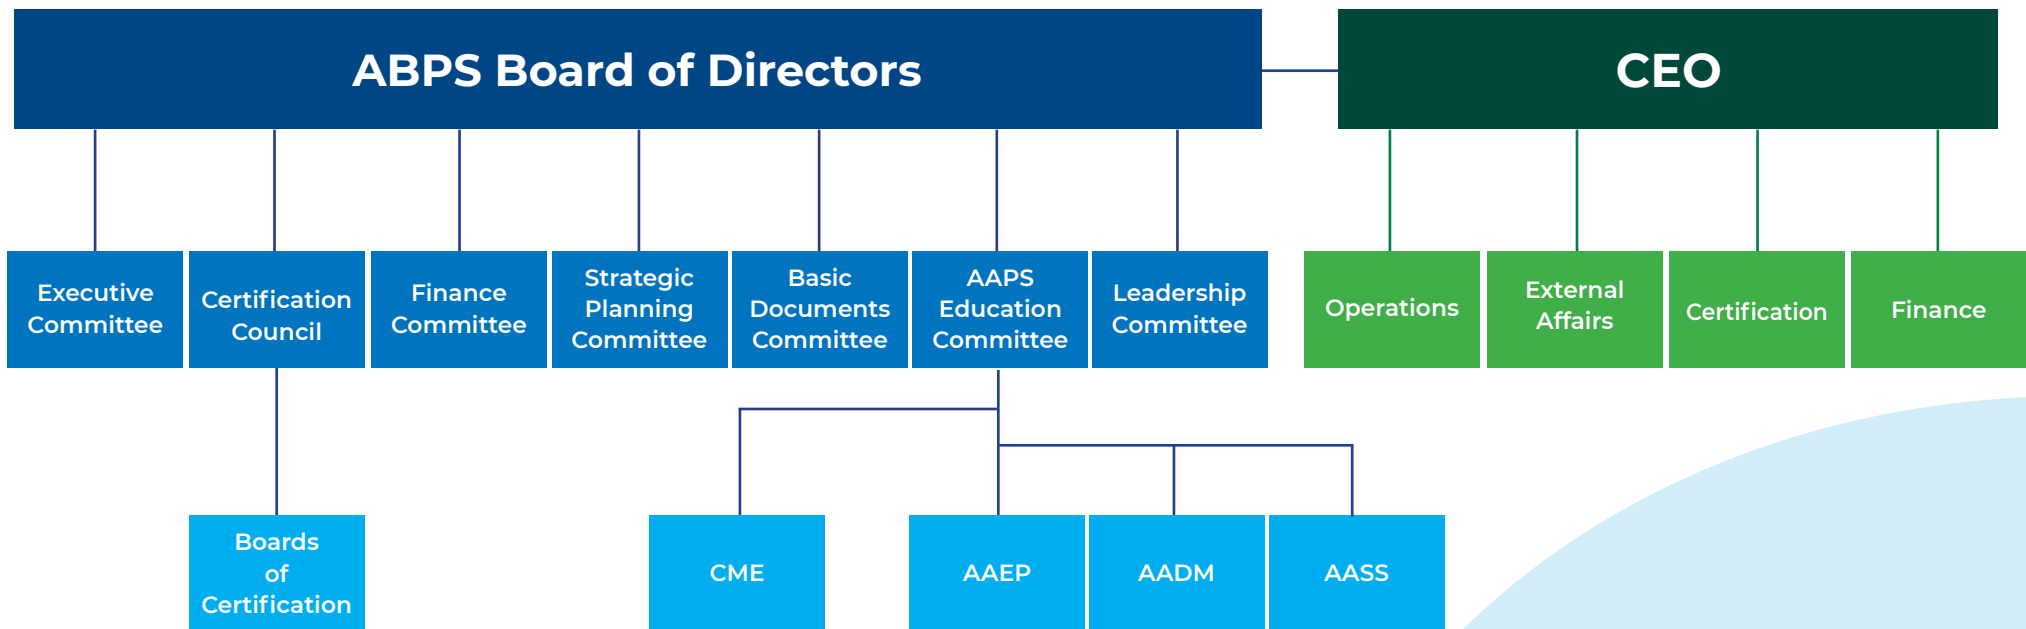 ABPS Board of Directors
CEO
Executive
Committee
Certification
Council
Finance
Committee
Strategic
Planning
Committee
Basic
Documents
Committee
AAPS
Education
Committee
Leadership
Committee
Operations
External
Affairs
Certification
Finance
Boards
of
Certification
CME
AAEP
AADM
AASS